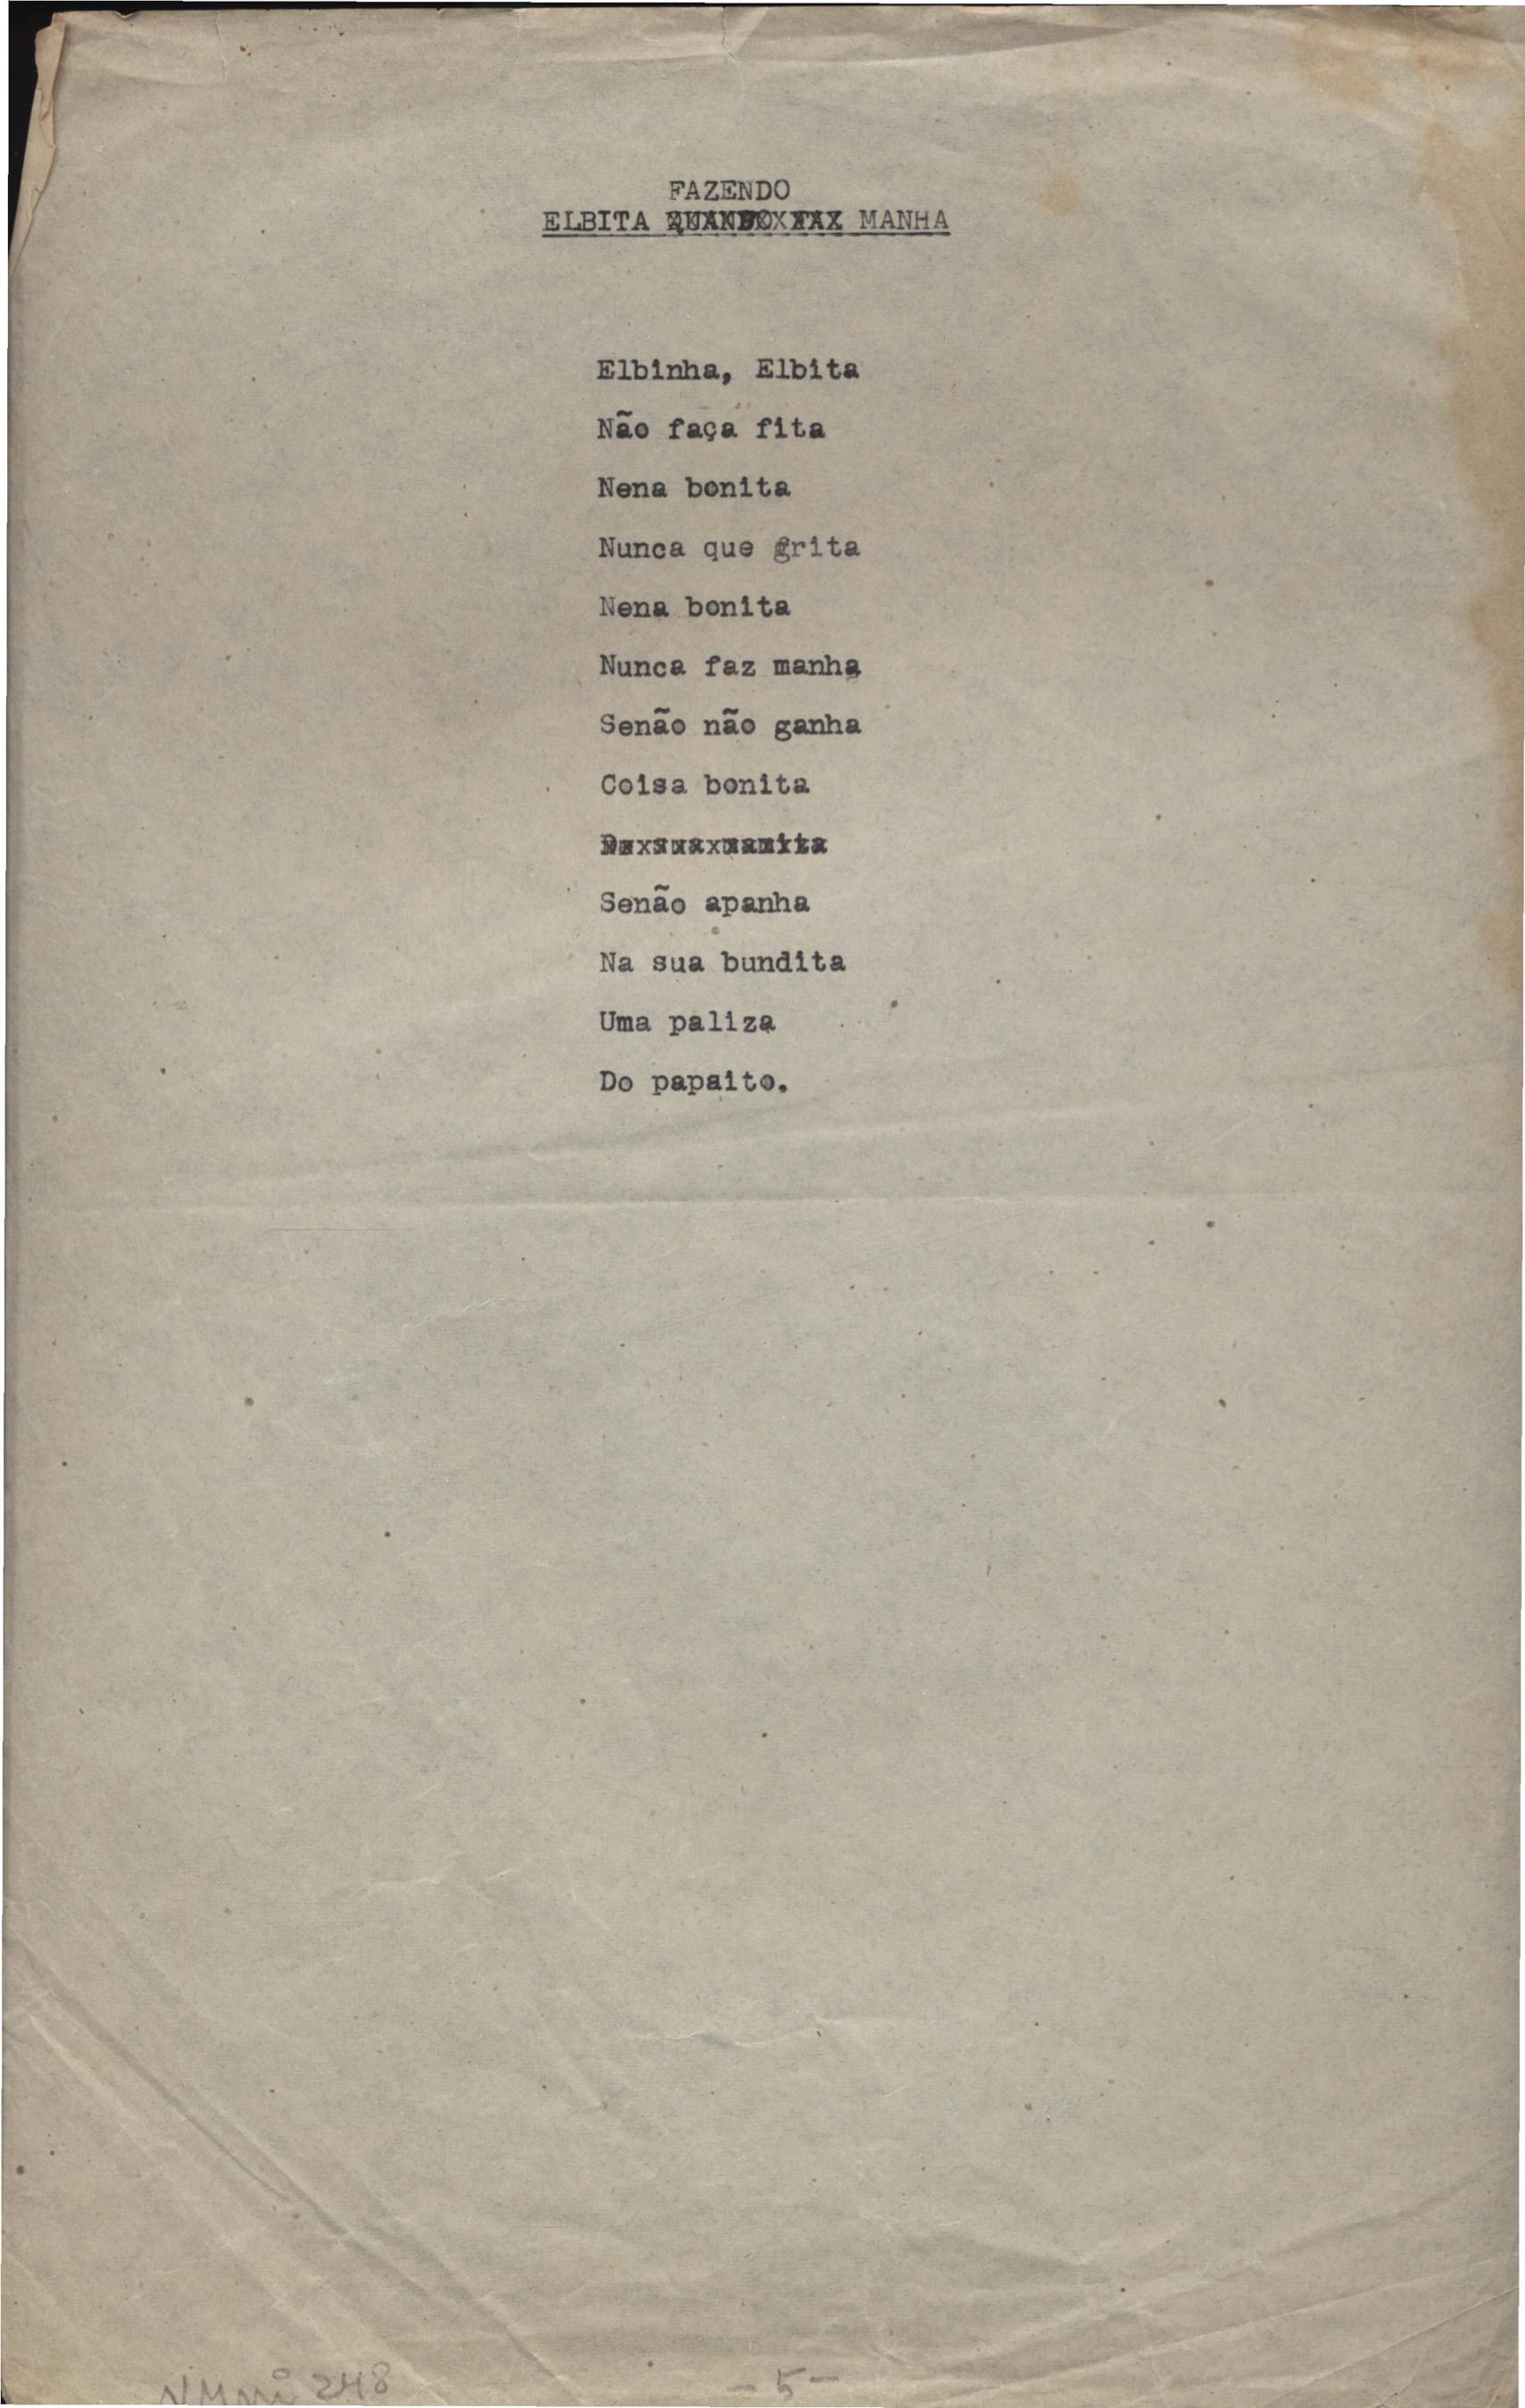 FAZENDO
ELBITA QUANDO FAZ MANHA
Elbinha, Elbita
Não faça fita
Nena bonita
Nunca que grita
Nena bonita
Nunca faz manha
Senão não ganha
Coisa bonita
Senão apanha
Na sua bundita
Uma paliza
Do papaito.
248
- 5 -